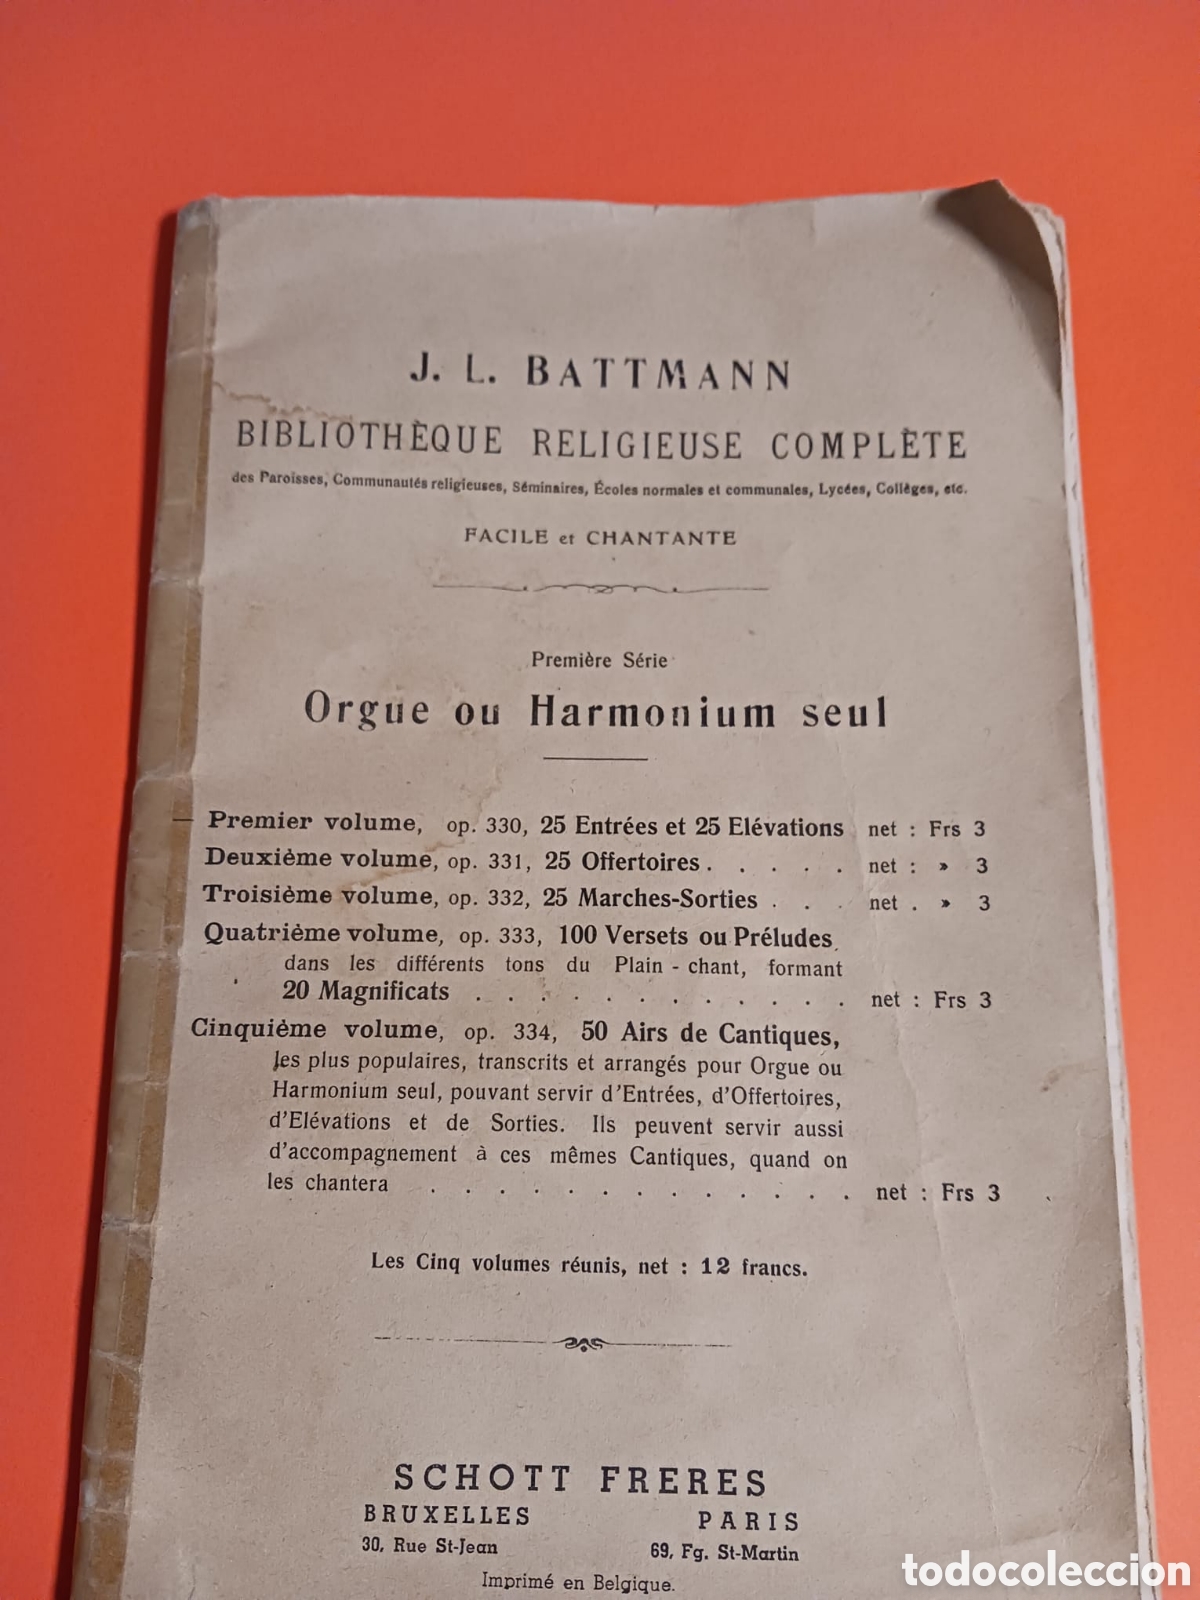 J. L. BATTMANN
BIBLIOTHÈQUE RELIGIEUSE COMPLÈTE
des Paroisses, Communautés religieuses, Séminaires, Écoles normales et communales, Lycées, Collèges, etc.
FACILE et CHANTANTE
Première Série
Orgue ou Harmonium seul
— Premier volume, op. 330, 25 Entrées et 25 Elévations net : Frs 3
Deuxième volume, op. 331, 25 Offertoires . . . . . net : » 3
Troisième volume, op. 332, 25 Marches-Sorties . . . net . » 3
Quatrième volume, op. 333, 100 Versets ou Préludes
dans les différents tons du Plain - chant, formant
20 Magnificats . . . . . . . . . . . . net : Frs 3
Cinquième volume, op. 334, 50 Airs de Cantiques,
les plus populaires, transcrits et arrangés pour Orgue ou
Harmonium seul, pouvant servir d'Entrées, d'Offertoires,
d'Elévations et de Sorties. Ils peuvent servir aussi
d'accompagnement à ces mêmes Cantiques, quand on
les chantera . . . . . . . . . . . . . net : Frs 3
Les Cinq volumes réunis, net : 12 francs.
SCHOTT FRERES
BRUXELLES PARIS
30, Rue St-Jean 69, Fg. St-Martin
Imprimé en Belgique.
todocoleccion